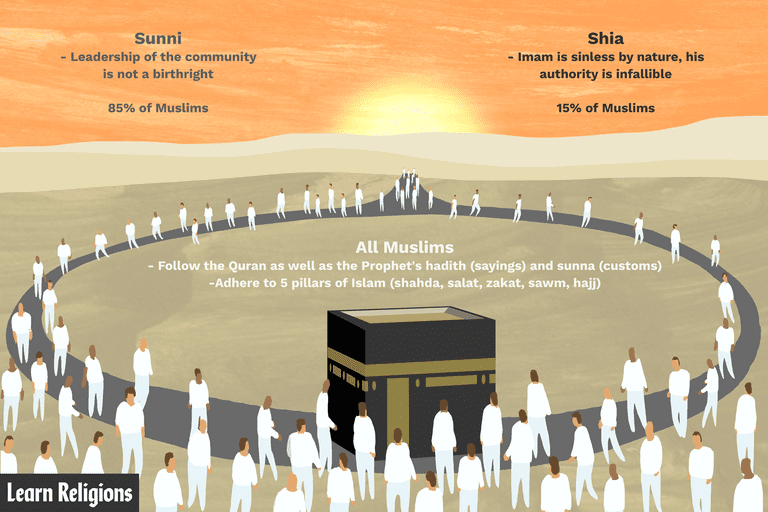 Sunni
- Leadership of the community
is not a birthright
85% of Muslims
Shia
- Imam is sinless by nature, his
authority is infallible
15% of Muslims
All Muslims
- Follow the Quran as well as the Prophet's hadith (sayings) and sunna (customs)
-Adhere to 5 pillars of Islam (shahda, salat, zakat, sawm, hajj)
Learn Religions